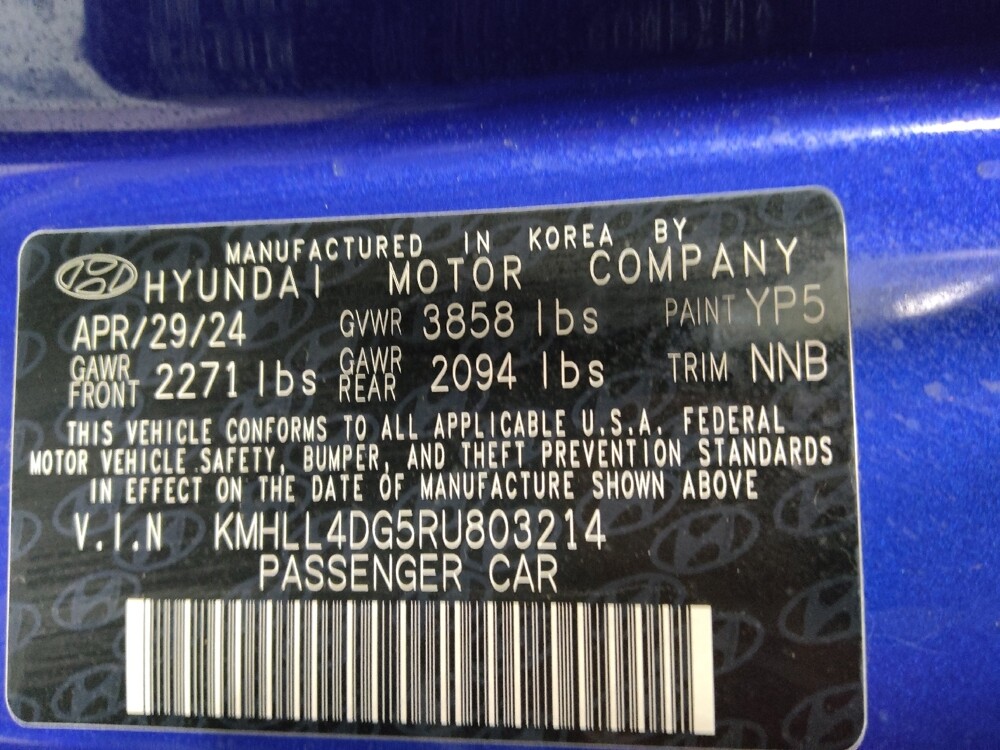 MANUFACTURED IN KOREA BY
HYUNDAI MOTOR COMPANY
APR/29/24 GVWR 3858 lbs PAINT YP5
GAWR FRONT 2271 lbs GAWR REAR 2094 lbs TRIM NNB
THIS VEHICLE CONFORMS TO ALL APPLICABLE U.S.A. FEDERAL
MOTOR VEHICLE SAFETY, BUMPER, AND THEFT PREVENTION STANDARDS
IN EFFECT ON THE DATE OF MANUFACTURE SHOWN ABOVE
V.I.N KMHLL4DG5RU803214
PASSENGER CAR